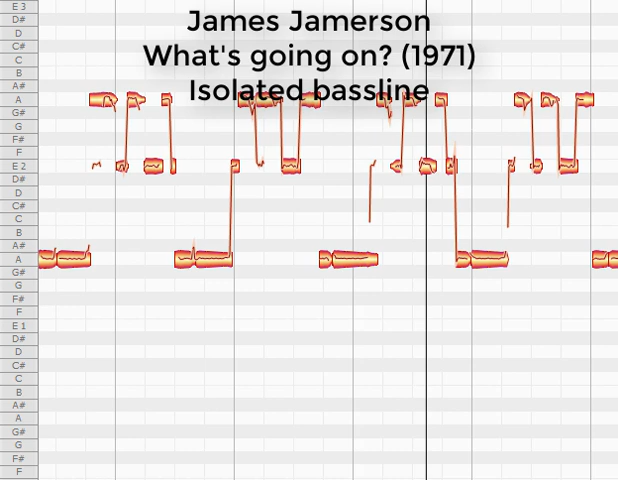 James Jamerson
What's going on? (1971)
Isolated bassline
E 3
D#
D
C#
C
B
A#
A
G#
G
F#
F
E 2
D#
D
C#
C
B
A#
A
G#
G
F#
F
E 1
D#
D
C#
C
B
A#
A
G#
G
F#
F